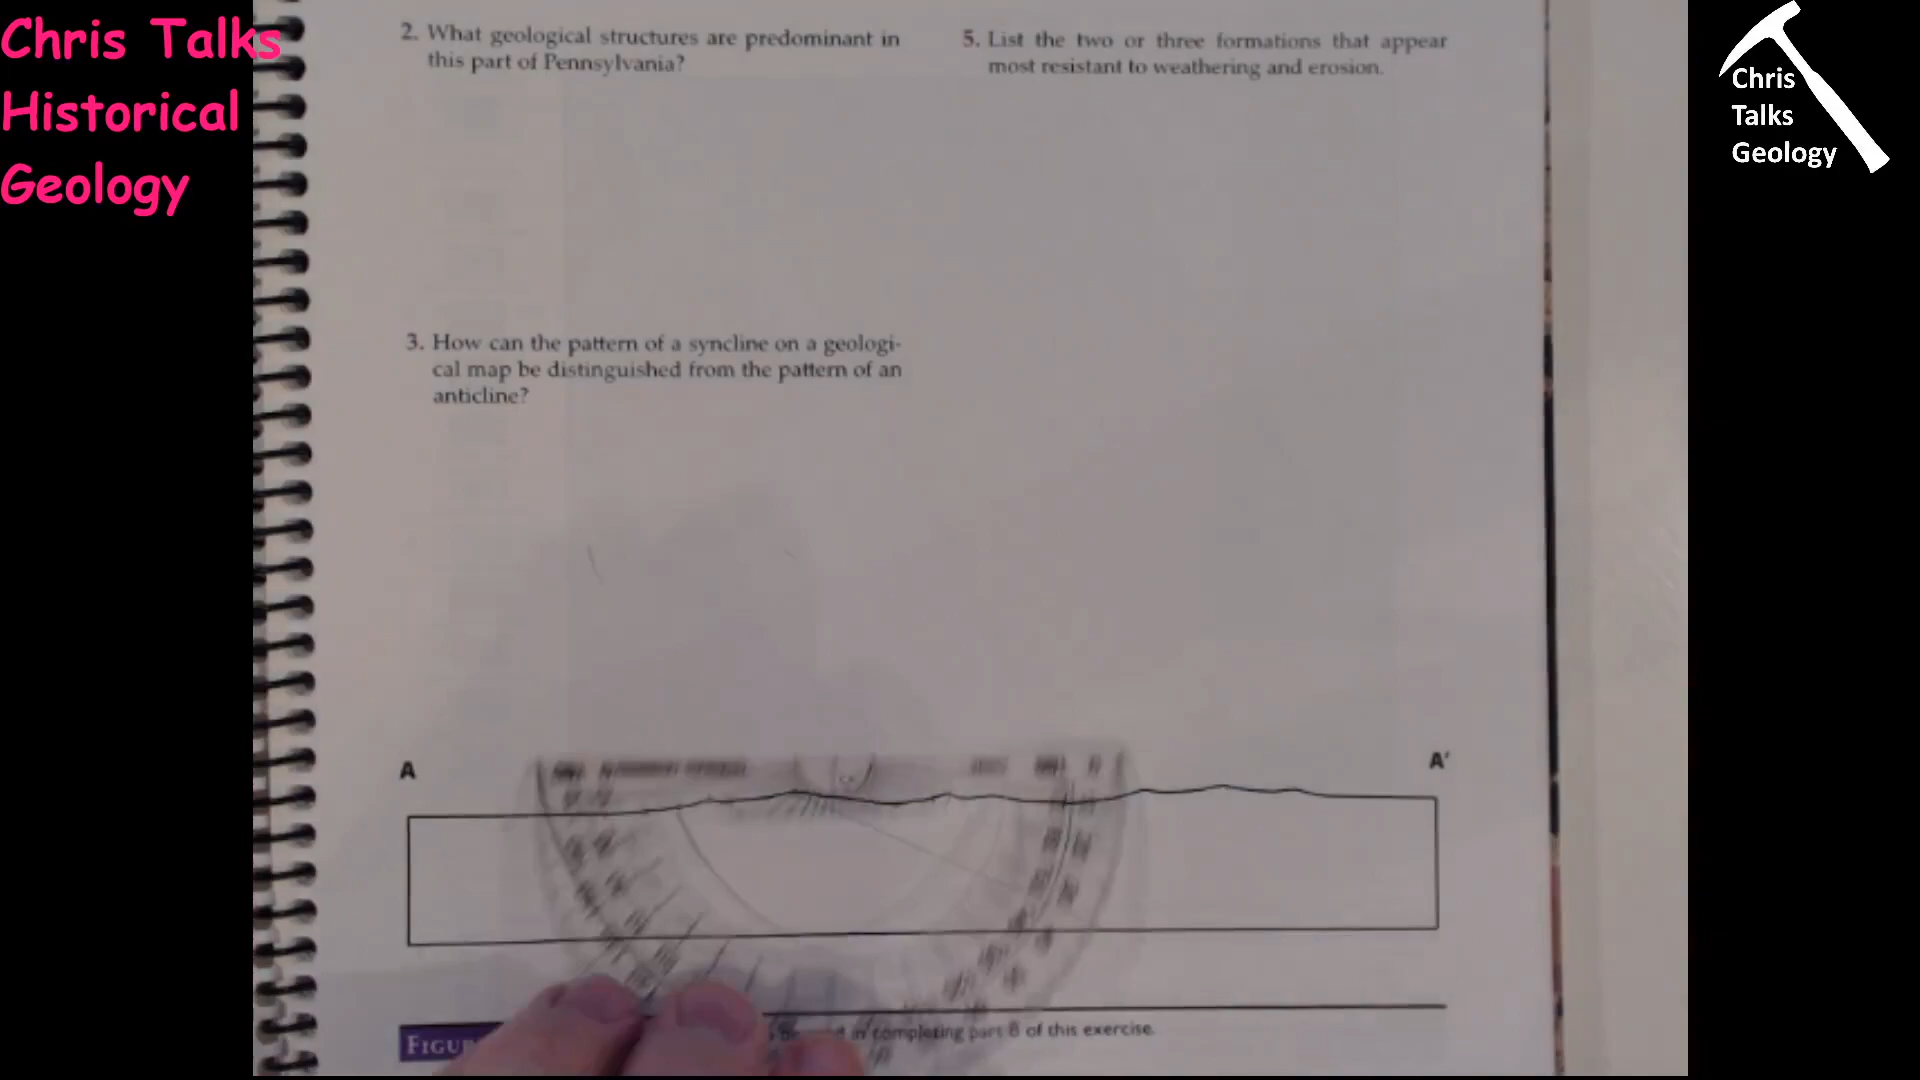 Chris Talks
Historical
Geology
2. What geological structures are predominant in
this part of Pennsylvania?
3. How can the pattern of a syncline on a geologi-
cal map be distinguished from the pattern of an
anticline?
5. List the two or three formations that appear
most resistant to weathering and erosion.
A
A'
in completing part B of this exercise.
Chris
Talks
Geology